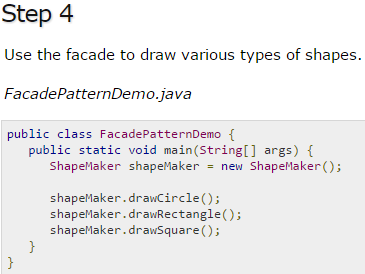 Step 4
Use the facade to draw various types of shapes.
FacadePatternDemo.java
public class FacadePatternDemo {
   public static void main(String[] args) {
      ShapeMaker shapeMaker = new ShapeMaker();

      shapeMaker.drawCircle();
      shapeMaker.drawRectangle();
      shapeMaker.drawSquare();
   }
}